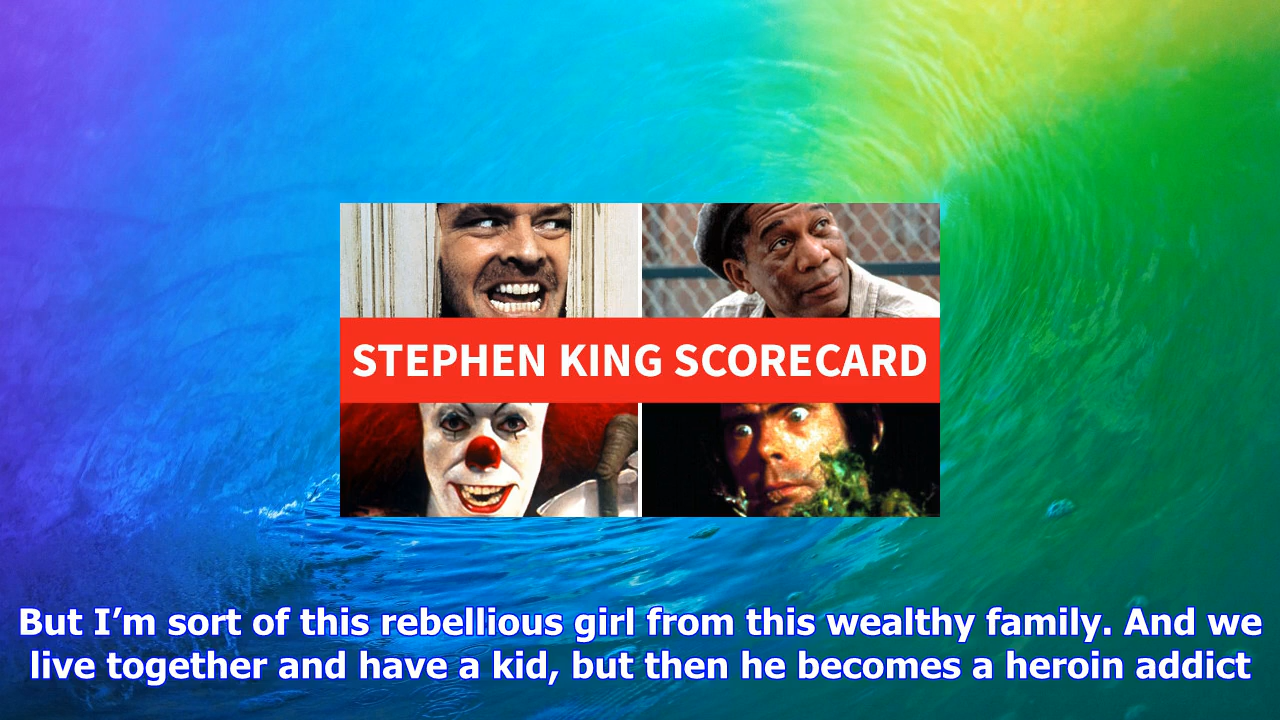 STEPHEN KING SCORECARD
But I’m sort of this rebellious girl from this wealthy family. And we
live together and have a kid, but then he becomes a heroin addict